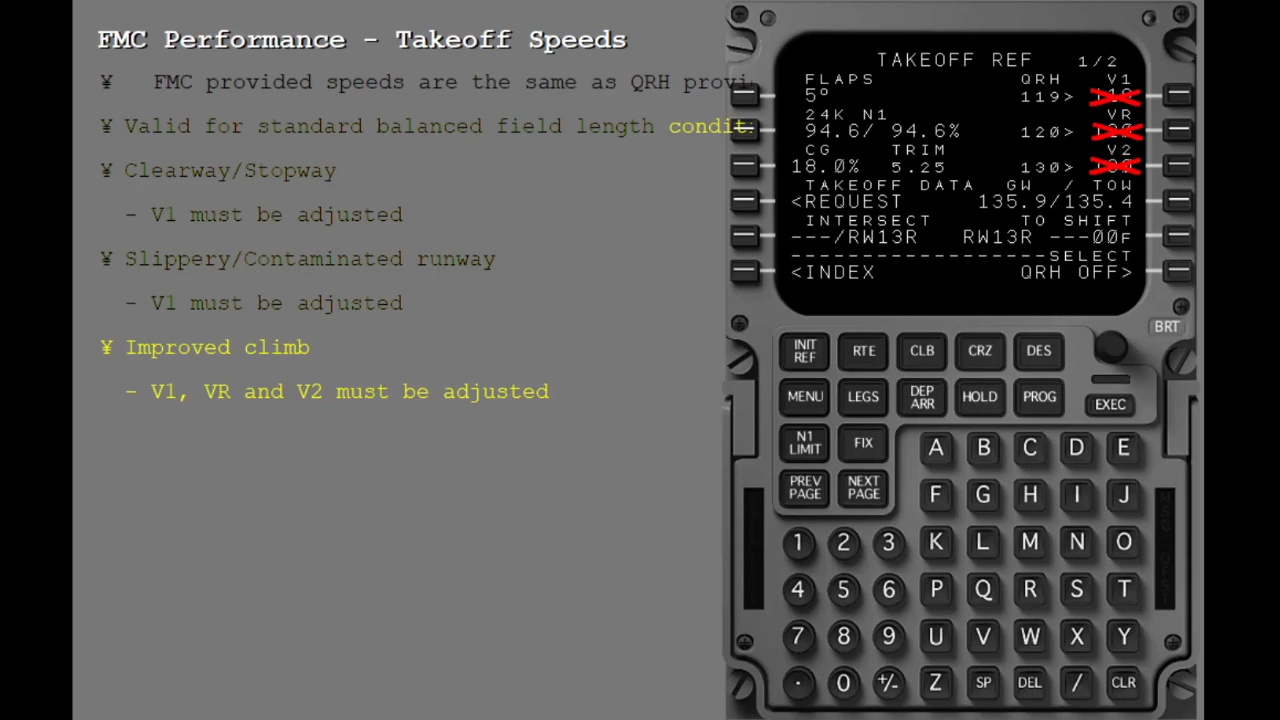 FMC Performance - Takeoff Speeds
¥ FMC provided speeds are the same as QRH provi
¥ Valid for standard balanced field length condit
¥ Clearway/Stopway
- V1 must be adjusted
¥ Slippery/Contaminated runway
- V1 must be adjusted
¥ Improved climb
- V1, VR and V2 must be adjusted
TAKEOFF REF 1/2
FLAPS QRH V1
5° 119>
24K N1 VR
94.6/ 94.6% 120>
CG TRIM V2
18.0% 5.25 130>
TAKEOFF DATA GW / TOW
<REQUEST 135.9/135.4
INTERSECT TO SHIFT
---/RW13R RW13R ---00F
------------------SELECT
<INDEX QRH OFF>
BRT
INIT REF RTE CLB CRZ DES
MENU LEGS DEP ARR HOLD PROG EXEC
N1 LIMIT FIX
PREV PAGE NEXT PAGE
A B C D E
F G H I J
1 2 3 K L M N O
4 5 6 P Q R S T
7 8 9 U V W X Y
. 0 +/- Z SP DEL / CLR